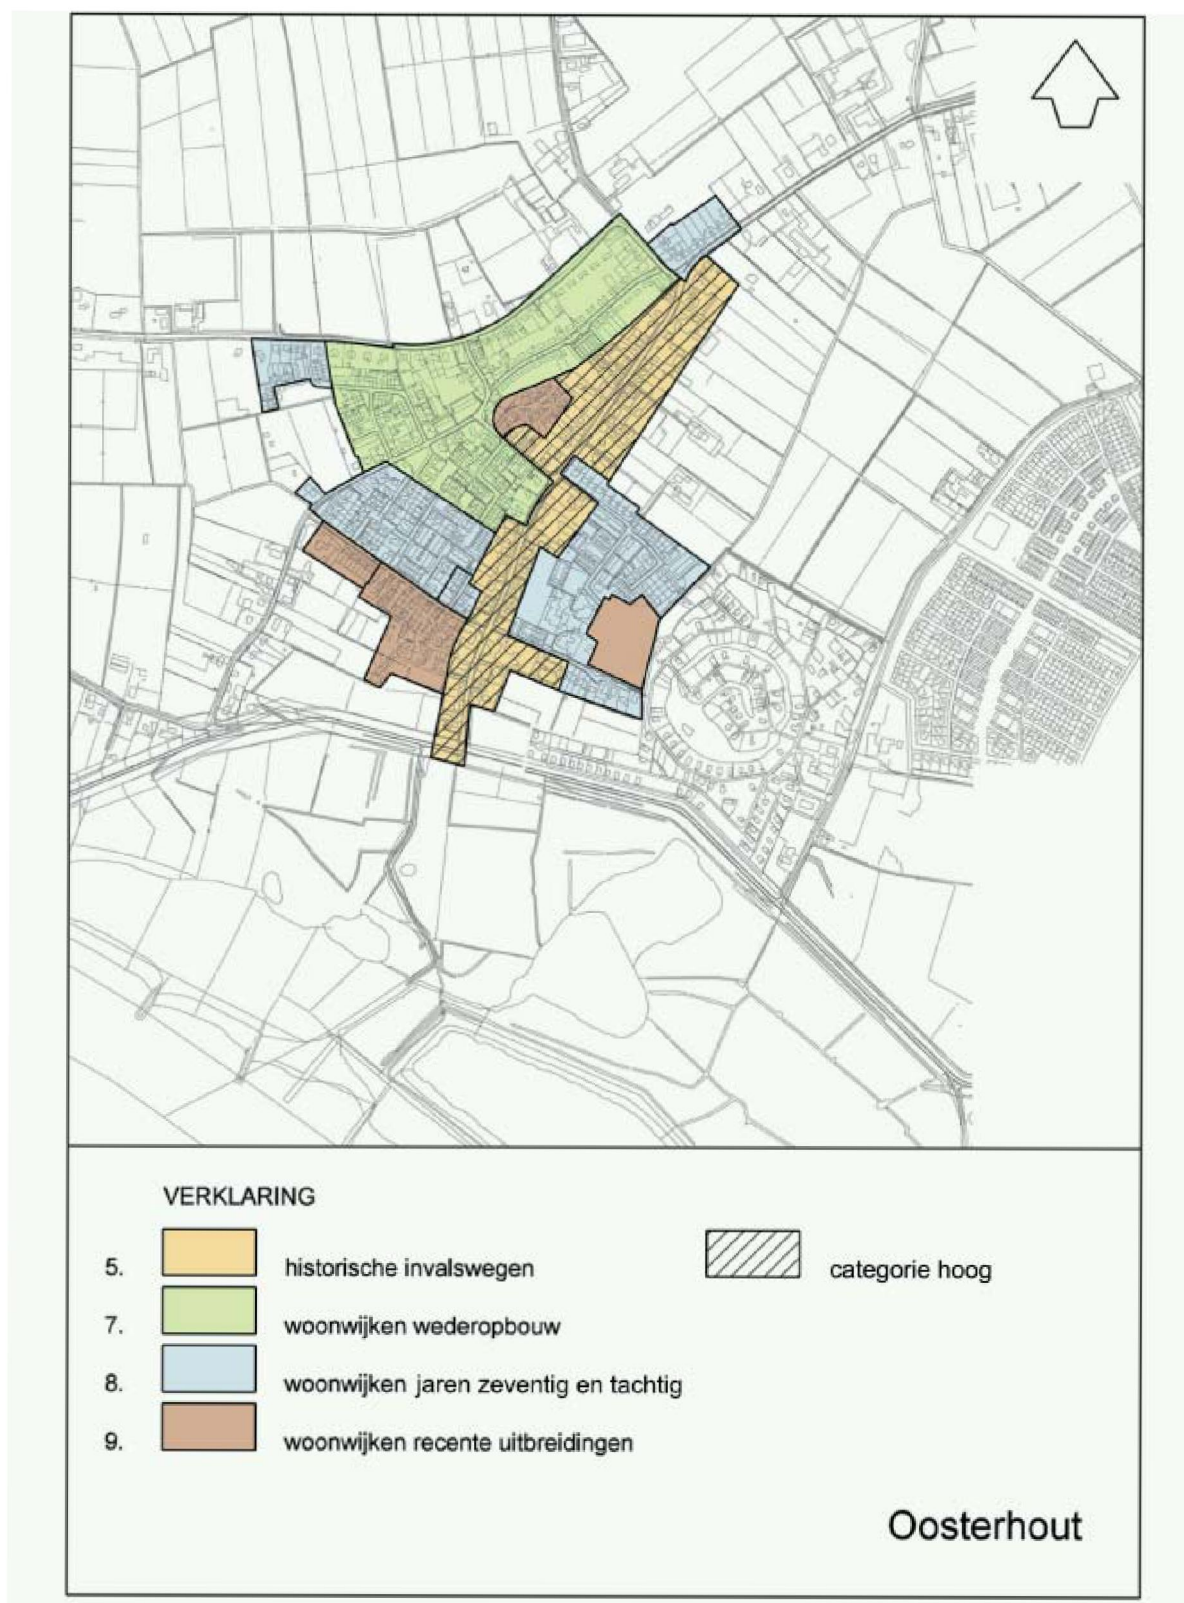 VERKLARING
5. historische invalswegen
categorie hoog
7. woonwijken wederopbouw
8. woonwijken jaren zeventig en tachtig
9. woonwijken recente uitbreidingen
Oosterhout